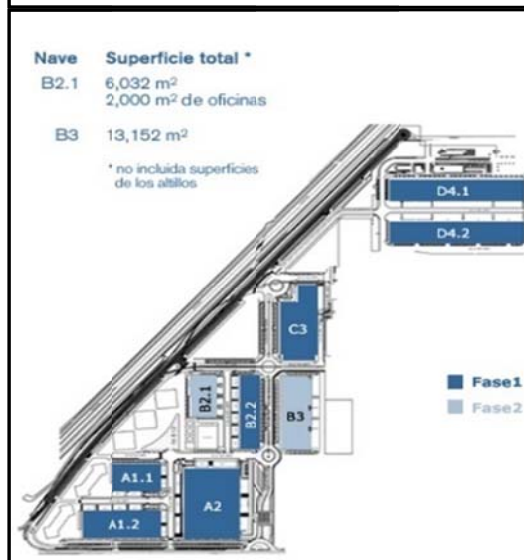 Nave Superficie total *
B2.1 6,032 m²
2,000 m² de oficinas
B3 13,152 m²
* no incluida superfícies
de los altillos
D4.1
D4.2
C3
B2.1
B2.2
B3
Fase1
Fase2
A1.1
A2
A1.2